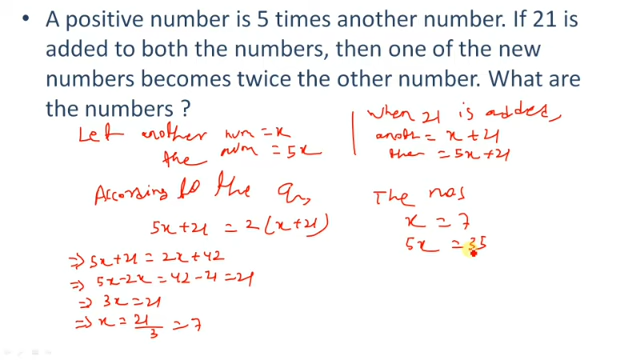 • A positive number is 5 times another number. If 21 is
added to both the numbers, then one of the new
numbers becomes twice the other number. What are
the numbers ?
Let another num = x
the num = 5x
According to the qn,
5x+21 = 2(x+21)
⇒ 5x+21 = 2x+42
⇒ 5x-2x = 42-21 = 21
⇒ 3x = 21
⇒ x = 21/3 = 7
When 21 is added,
anoth = x+21
then = 5x+21
The nos
x = 7
5x = 35